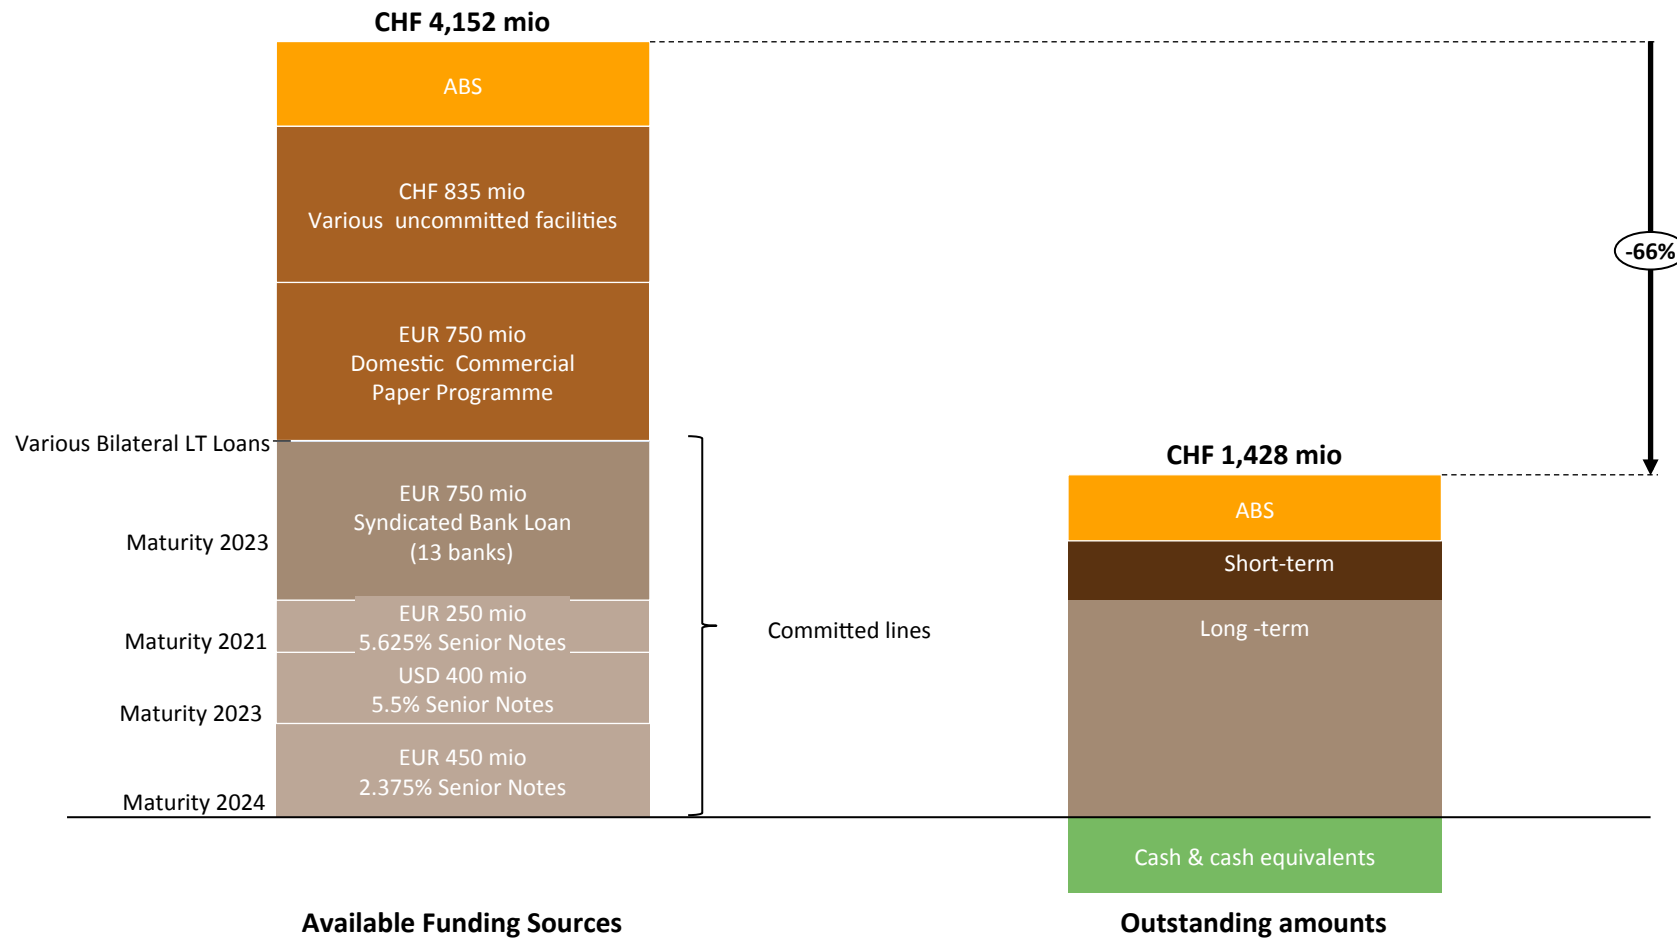 CHF 4,152 mio
ABS
CHF 835 mio
Various uncommitted facilities
-66%
EUR 750 mio
Domestic Commercial
Paper Programme
Various Bilateral LT Loans
CHF 1,428 mio
EUR 750 mio
Syndicated Bank Loan
(13 banks)
Maturity 2023
ABS
Short-term
EUR 250 mio
5.625% Senior Notes
Maturity 2021
Committed lines
Long -term
USD 400 mio
5.5% Senior Notes
Maturity 2023
EUR 450 mio
2.375% Senior Notes
Maturity 2024
Cash & cash equivalents
Available Funding Sources
Outstanding amounts